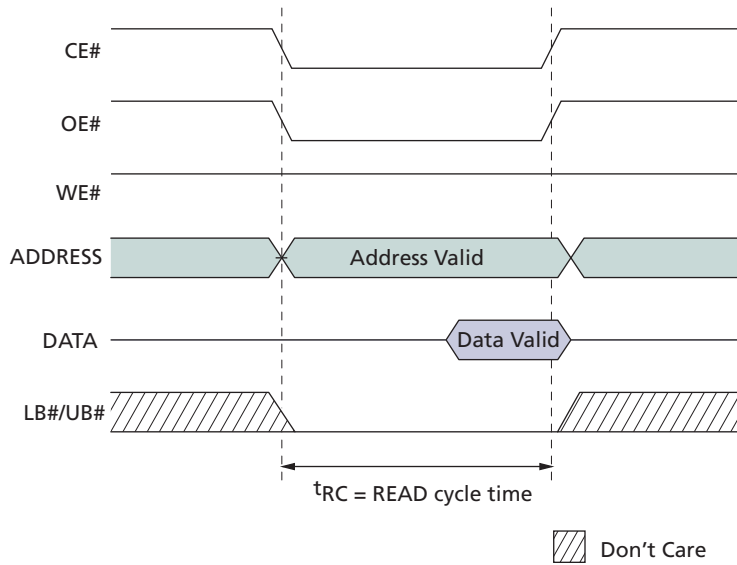 CE#
OE#
WE#
ADDRESS
Address Valid
DATA
Data Valid
LB#/UB#
tRC = READ cycle time
Don't Care